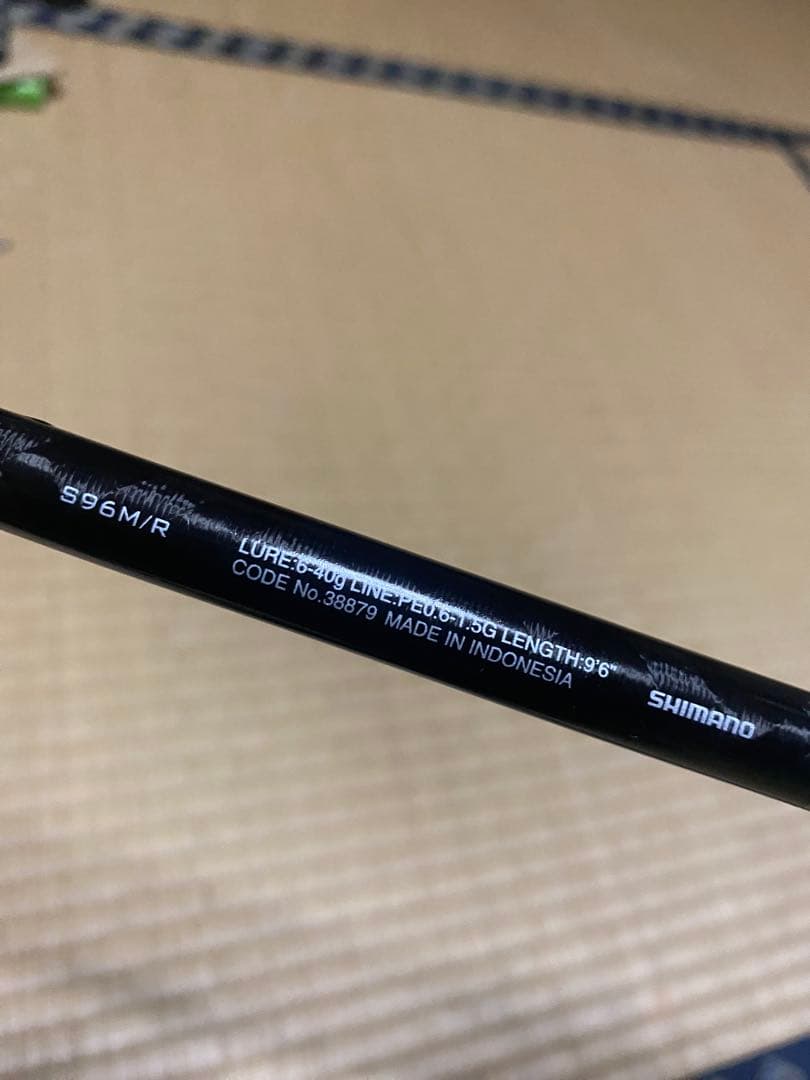 S96M/R
LURE:6-40g LINE:PE0.6-1.5G LENGTH:9'6"
CODE No.38879 MADE IN INDONESIA
SHIMANO